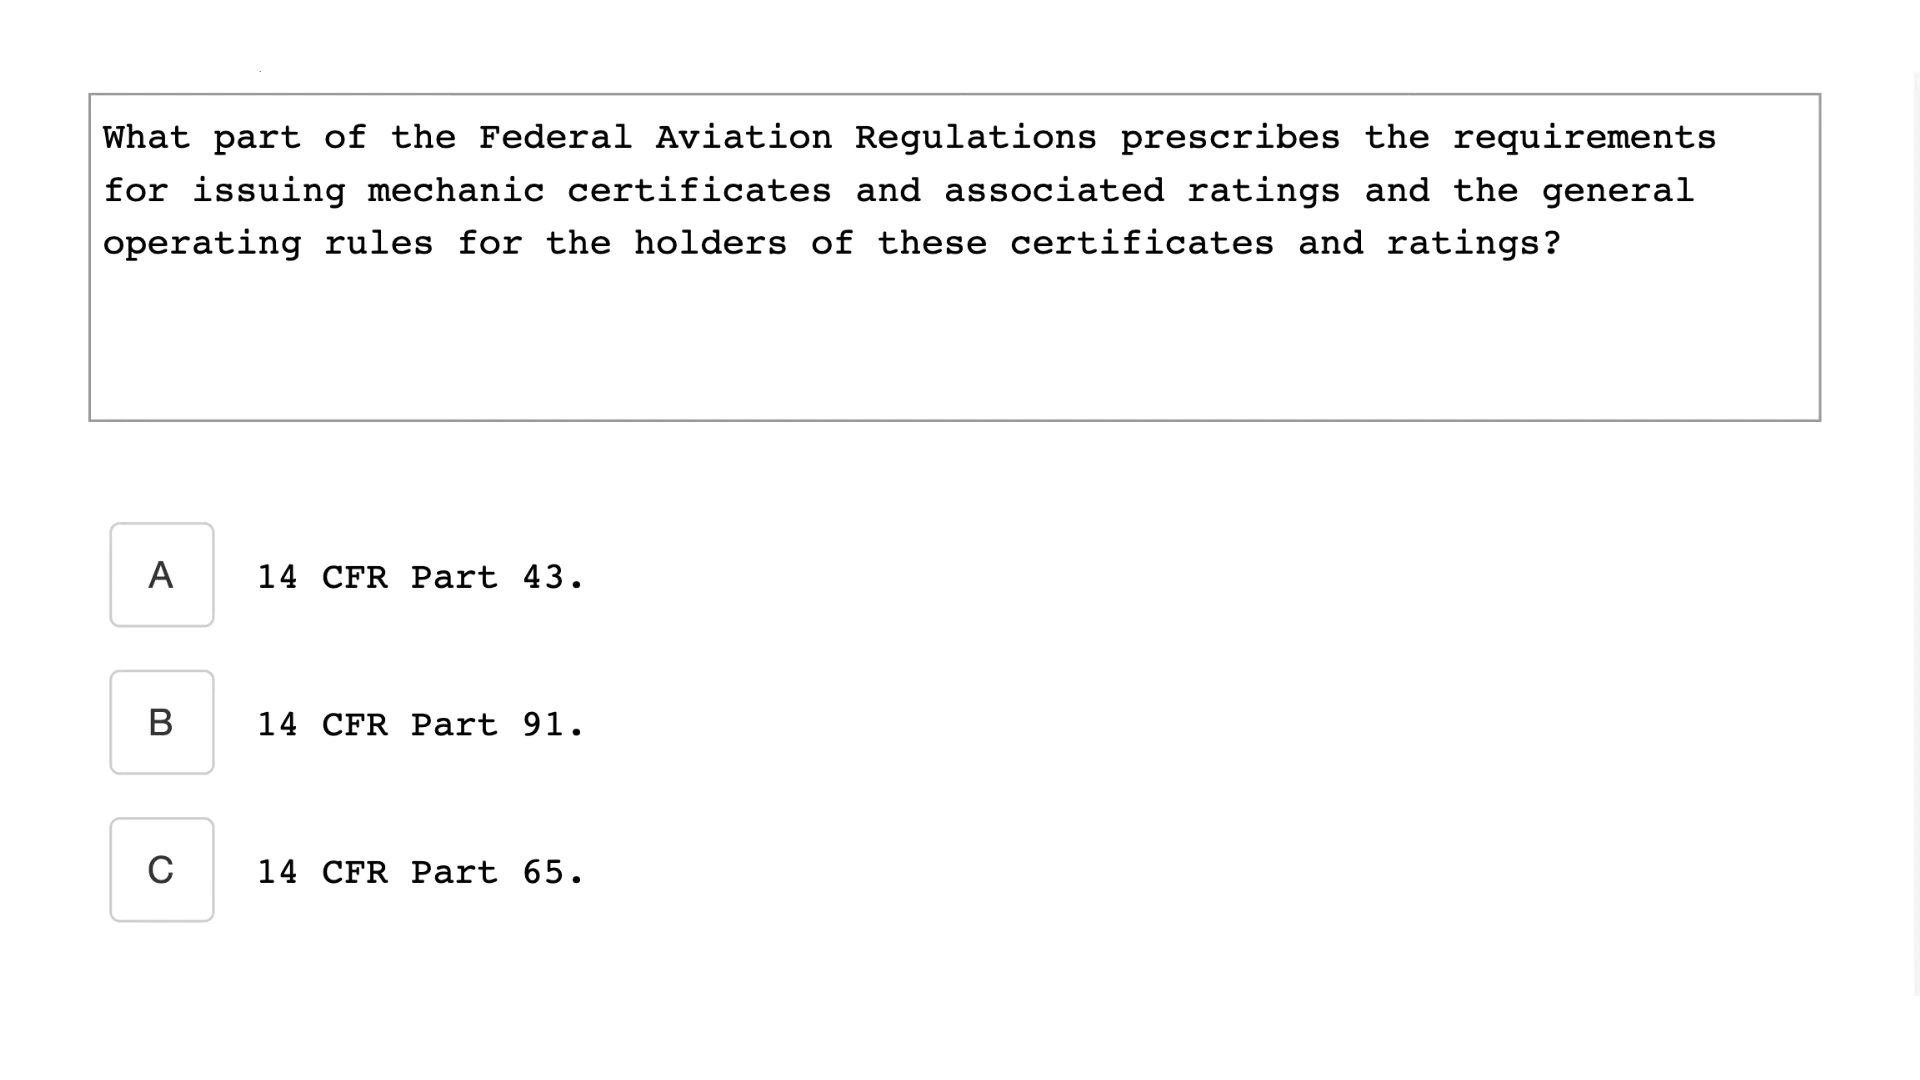 What part of the Federal Aviation Regulations prescribes the requirements
for issuing mechanic certificates and associated ratings and the general
operating rules for the holders of these certificates and ratings?
A 14 CFR Part 43.
B 14 CFR Part 91.
C 14 CFR Part 65.